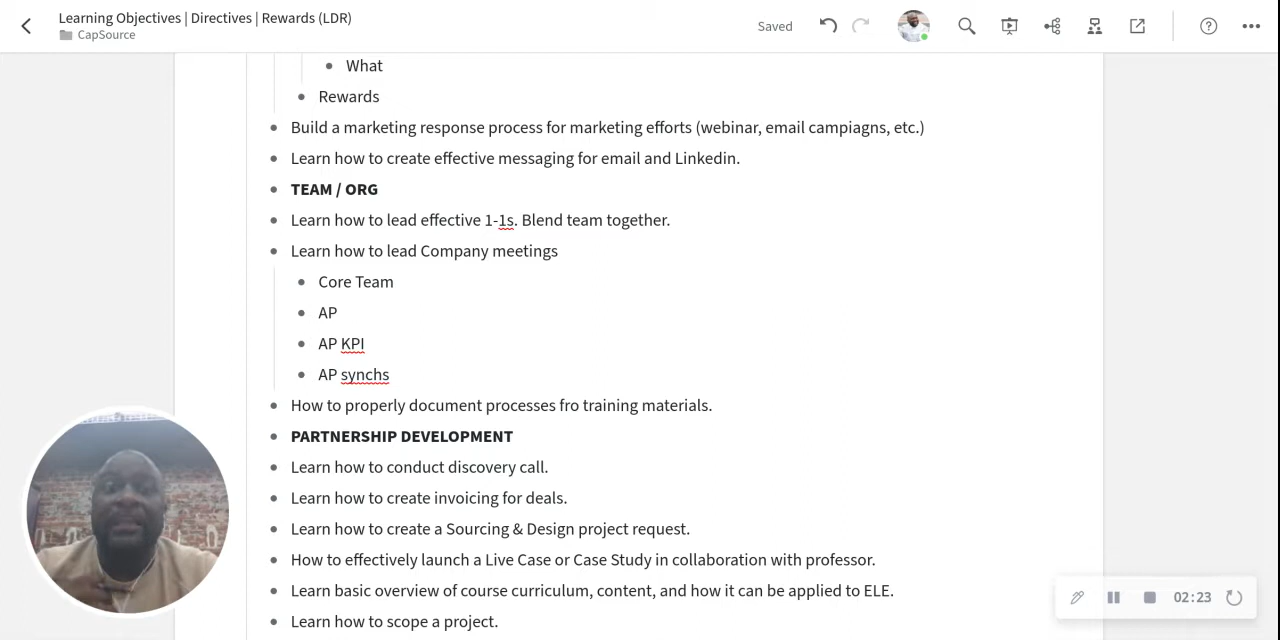 Learning Objectives | Directives | Rewards (LDR)
CapSource
Saved
What
Rewards
Build a marketing response process for marketing efforts (webinar, email campiagns, etc.)
Learn how to create effective messaging for email and Linkedin.
TEAM / ORG
Learn how to lead effective 1-1s. Blend team together.
Learn how to lead Company meetings
Core Team
AP
AP KPI
AP synchs
How to properly document processes fro training materials.
PARTNERSHIP DEVELOPMENT
Learn how to conduct discovery call.
Learn how to create invoicing for deals.
Learn how to create a Sourcing & Design project request.
How to effectively launch a Live Case or Case Study in collaboration with professor.
Learn basic overview of course curriculum, content, and how it can be applied to ELE.
02:23
Learn how to scope a project.